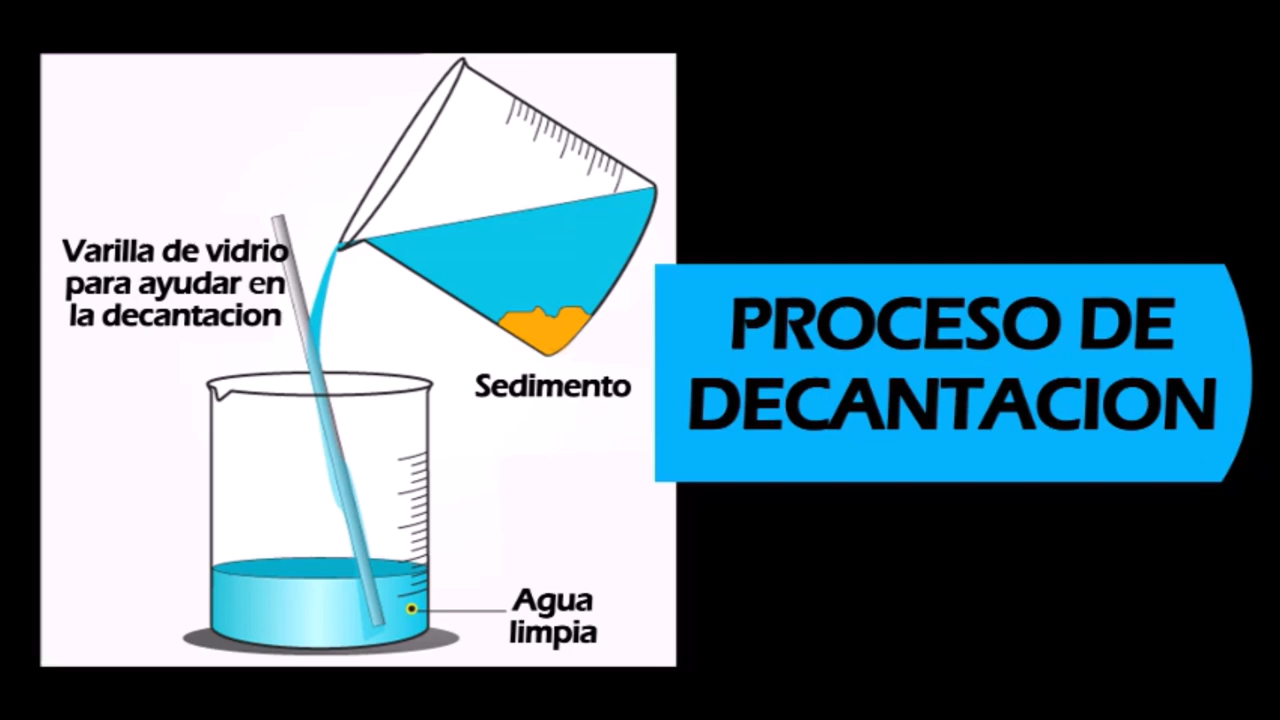 Varilla de vidrio
para ayudar en
la decantacion
Sedimento
Agua
limpia
PROCESO DE
DECANTACION